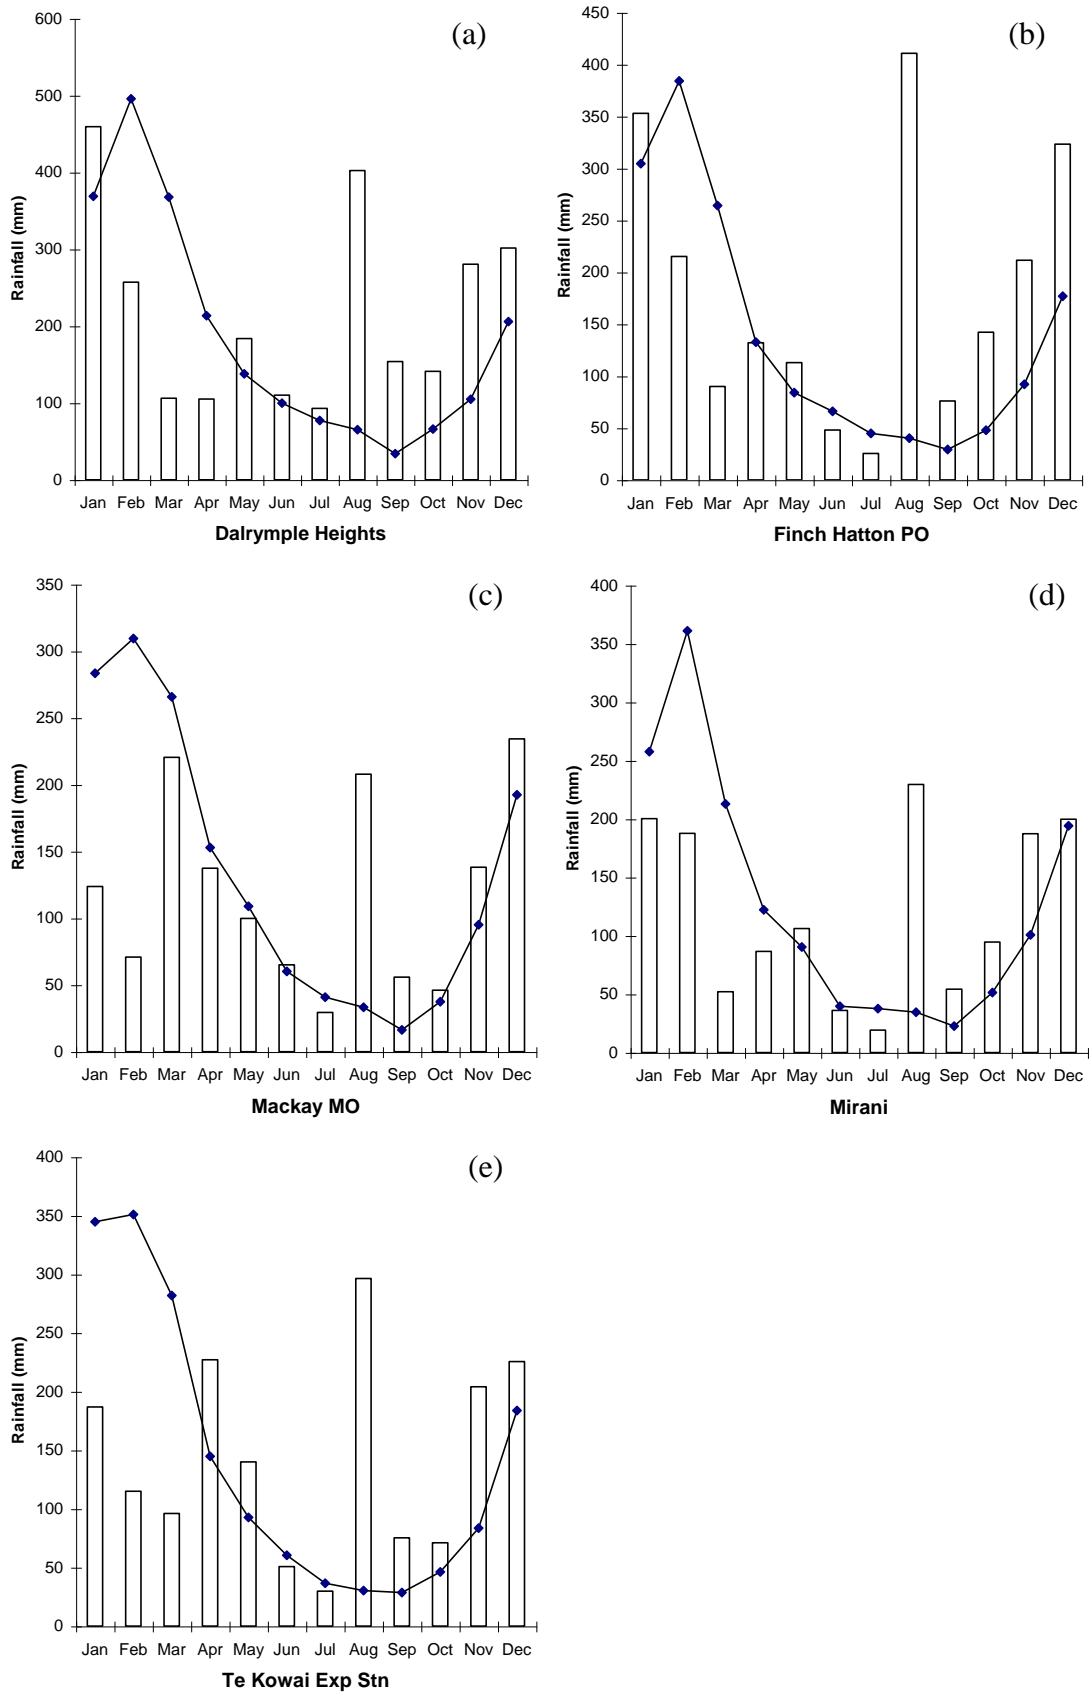 (a)
600
500
400
300
200
100
0
Rainfall (mm)
Jan Feb Mar Apr May Jun Jul Aug Sep Oct Nov Dec
Dalrymple Heights
(b)
450
400
350
300
250
200
150
100
50
0
Rainfall (mm)
Jan Feb Mar Apr May Jun Jul Aug Sep Oct Nov Dec
Finch Hatton PO
(c)
350
300
250
200
150
100
50
0
Rainfall (mm)
Jan Feb Mar Apr May Jun Jul Aug Sep Oct Nov Dec
Mackay MO
(d)
400
350
300
250
200
150
100
50
0
Rainfall (mm)
Jan Feb Mar Apr May Jun Jul Aug Sep Oct Nov Dec
Mirani
(e)
400
350
300
250
200
150
100
50
0
Rainfall (mm)
Jan Feb Mar Apr May Jun Jul Aug Sep Oct Nov Dec
Te Kowai Exp Stn